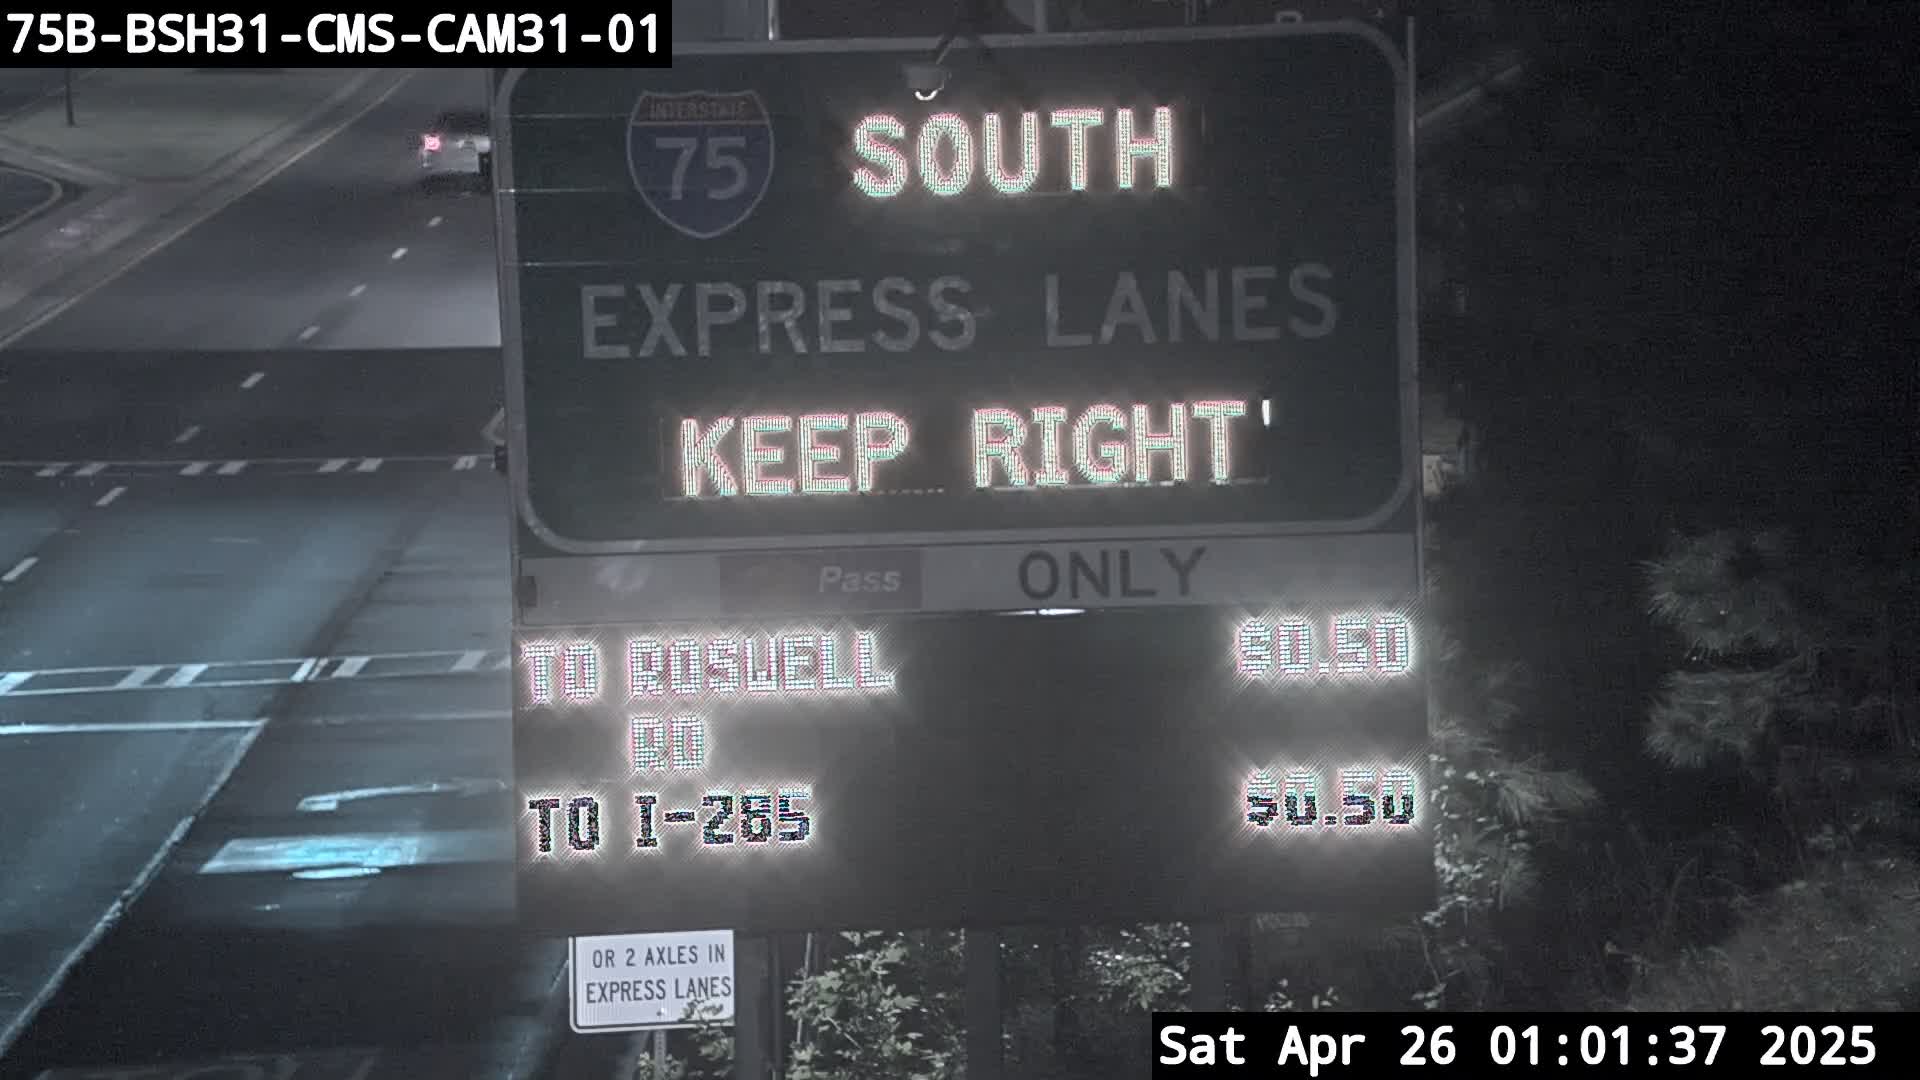 75B-BSH31-CMS-CAM31-01
INTERSTATE
75
SOUTH
EXPRESS LANES
KEEP RIGHT
Pass ONLY
TO ROSWELL $0.50
RD
TO I-285 $0.50
OR 2 AXLES IN
EXPRESS LANES
Sat Apr 26 01:01:37 2025